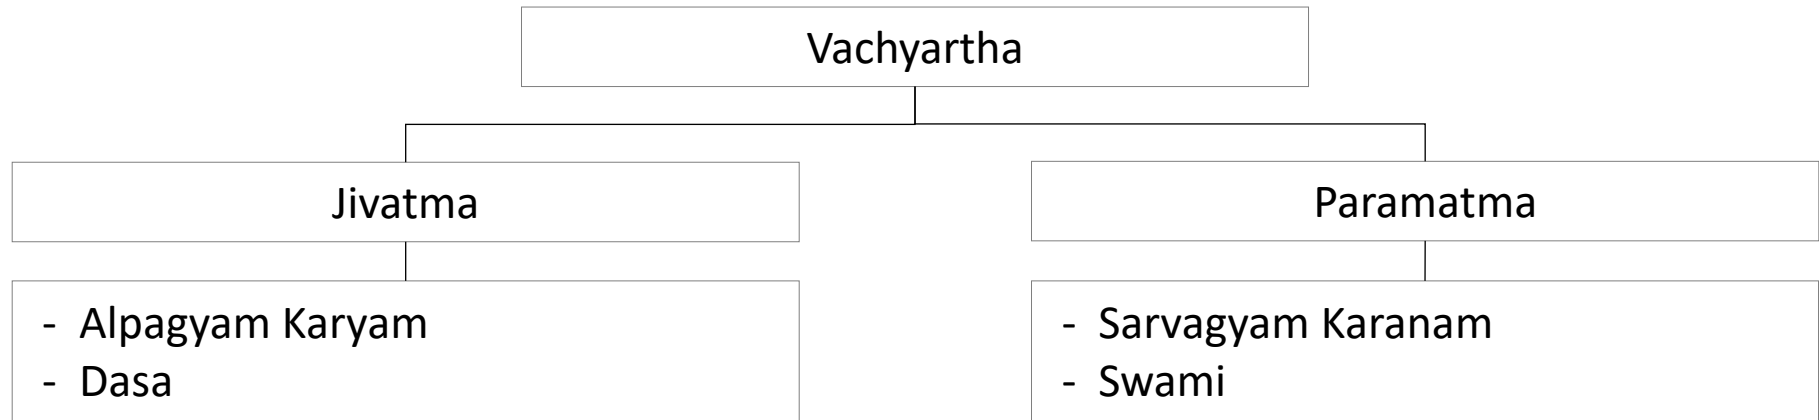 Vachyartha
Jivatma
Paramatma
- Alpagyam Karyam
- Dasa
- Sarvagyam Karanam
- Swami